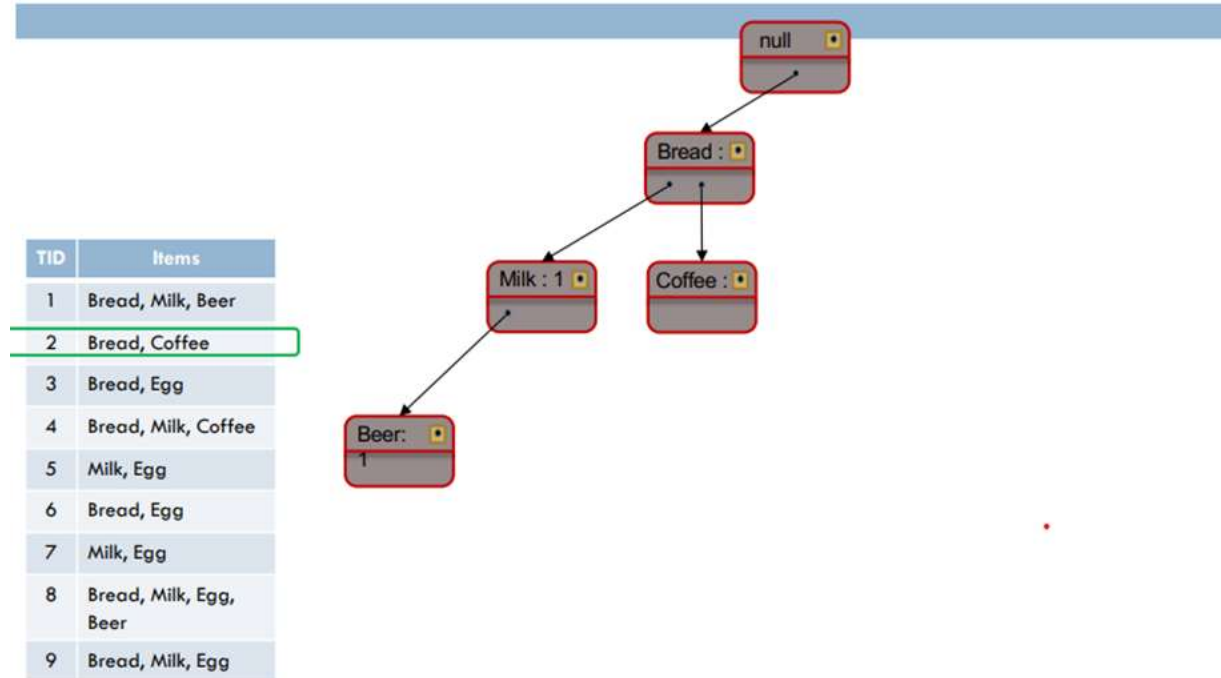 null
Bread :
Milk : 1
Coffee :
Beer:
1
TID Items
1 Bread, Milk, Beer
2 Bread, Coffee
3 Bread, Egg
4 Bread, Milk, Coffee
5 Milk, Egg
6 Bread, Egg
7 Milk, Egg
8 Bread, Milk, Egg,
Beer
9 Bread, Milk, Egg